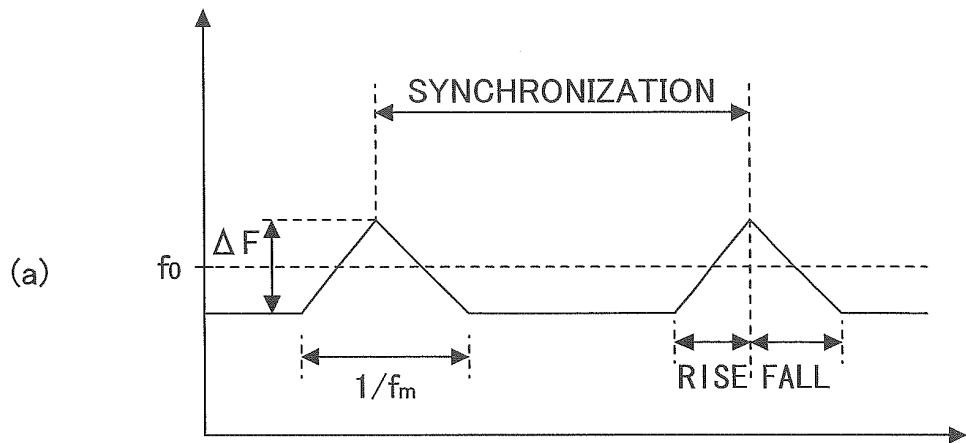 SYNCHRONIZATION
ΔF
(a)
f0
1/fm
RISE FALL